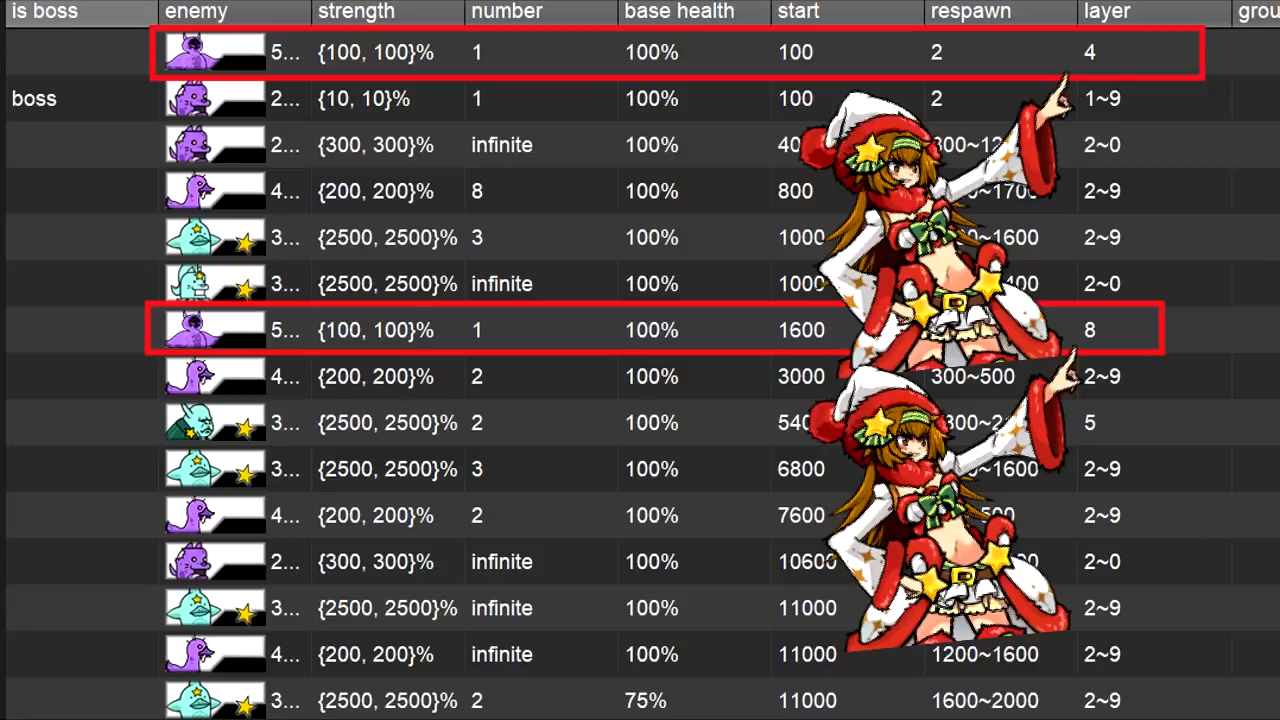 is boss enemy strength number base health start respawn layer grou
5... {100, 100}% 1 100% 100 2 4
boss 2... {10, 10}% 1 100% 100 2 1~9
2... {300, 300}% infinite 100% 2~0
4... {200, 200}% 8 100% 800 2~9
3... {2500, 2500}% 3 100% 1000 2~9
3... {2500, 2500}% infinite 100% 1000 2~0
5... {100, 100}% 1 100% 1600 8
4... {200, 200}% 2 100% 3000 300~500 2~9
3... {2500, 2500}% 2 100% 5
3... {2500, 2500}% 3 100% 6800 2~9
4... {200, 200}% 2 100% 7600 2~9
2... {300, 300}% infinite 100% 10600 2~0
3... {2500, 2500}% infinite 100% 11000 2~9
4... {200, 200}% infinite 100% 11000 1200~1600 2~9
3... {2500, 2500}% 2 75% 11000 1600~2000 2~9